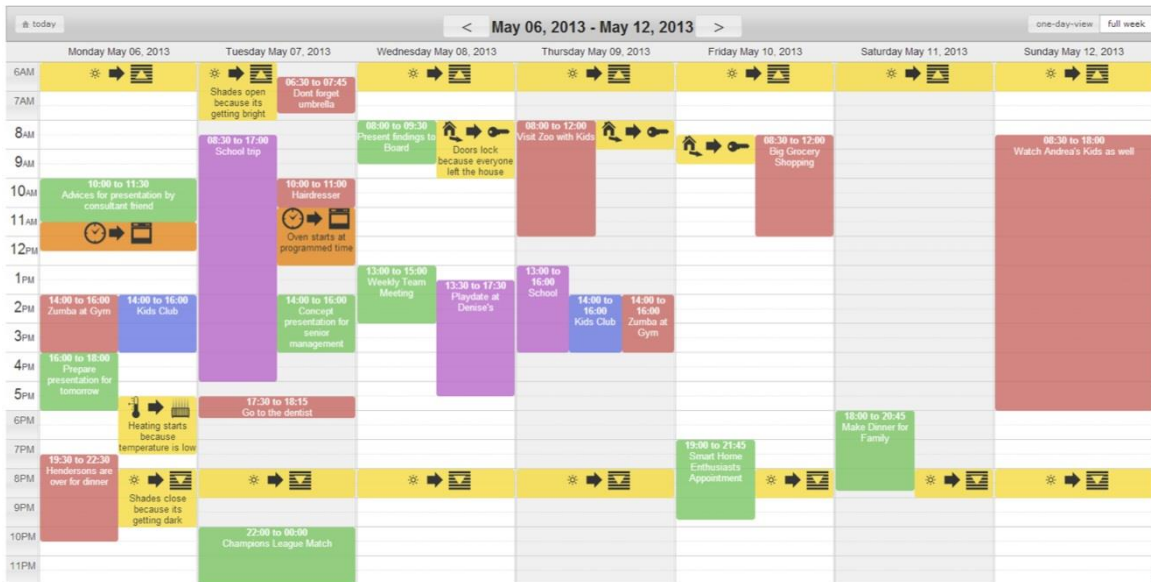 today
< May 06, 2013 - May 12, 2013 >
one-day-view full week
Monday May 06, 2013
Tuesday May 07, 2013
Wednesday May 08, 2013
Thursday May 09, 2013
Friday May 10, 2013
Saturday May 11, 2013
Sunday May 12, 2013
6AM
7AM
8AM
9AM
10AM
11AM
12PM
1PM
2PM
3PM
4PM
5PM
6PM
7PM
8PM
9PM
10PM
11PM
10:00 to 11:30
Advices for presentation by
consultant friend
14:00 to 16:00
Zumba at Gym
14:00 to 16:00
Kids Club
16:00 to 18:00
Prepare
presentation for
tomorrow
Heating starts
because
temperature is low
19:30 to 22:30
Hendersons are
over for dinner
Shades close
because its
getting dark
Shades open
because its
getting bright
06:30 to 07:45
Dont forget
umbrella
08:30 to 17:00
School trip
10:00 to 11:00
Hairdresser
Oven starts at
programmed time
14:00 to 16:00
Concept
presentation for
senior
management
17:30 to 18:15
Go to the dentist
22:00 to 00:00
Champions League Match
08:00 to 09:30
Present findings to
Board
Doors lock
because everyone
left the house
13:00 to 15:00
Weekly Team
Meeting
13:30 to 17:30
Playdate at
Denise's
08:00 to 12:00
Visit Zoo with Kids
13:00 to
16:00
School
14:00 to
16:00
Kids Club
14:00 to
16:00
Zumba at
Gym
08:30 to 12:00
Big Grocery
Shopping
19:00 to 21:45
Smart Home
Enthusiasts
Appointment
18:00 to 20:45
Make Dinner for
Family
08:30 to 18:00
Watch Andrea's Kids as well